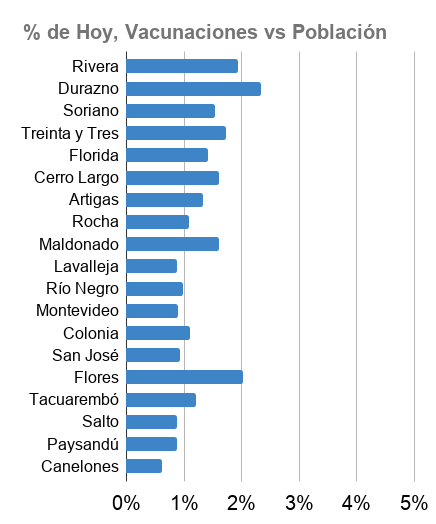 % de Hoy, Vacunaciones vs Población
Rivera
Durazno
Soriano
Treinta y Tres
Florida
Cerro Largo
Artigas
Rocha
Maldonado
Lavalleja
Río Negro
Montevideo
Colonia
San José
Flores
Tacuarembó
Salto
Paysandú
Canelones
0% 1% 2% 3% 4% 5%